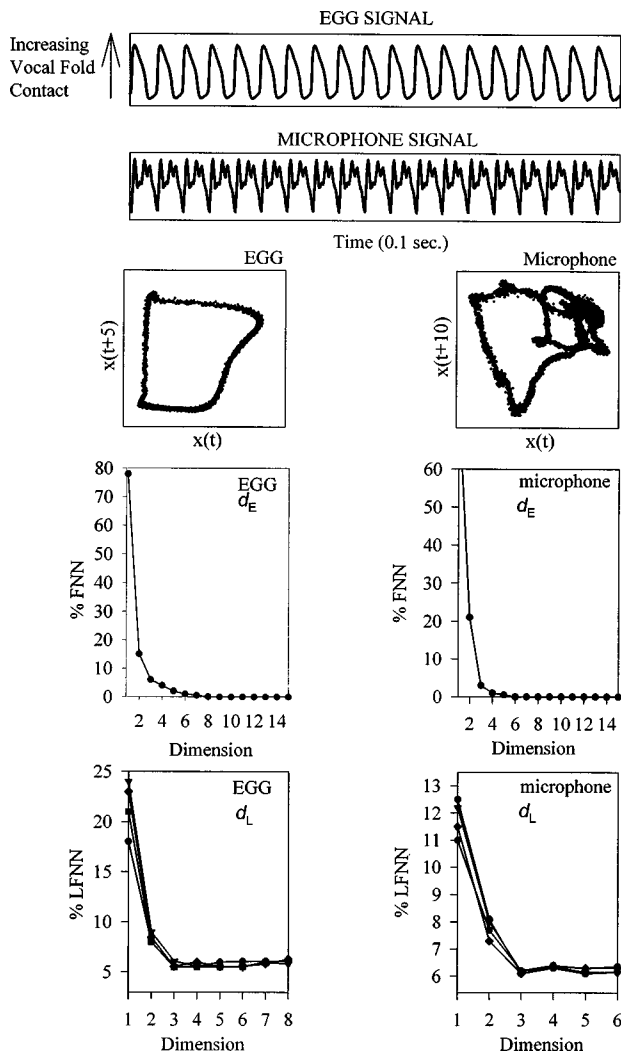 EGG SIGNAL
Increasing
Vocal Fold
Contact
MICROPHONE SIGNAL
Time (0.1 sec.)
EGG
x(t+5)
x(t)
Microphone
x(t+10)
x(t)
EGG
dE
% FNN
80
70
60
50
40
30
20
10
0
2 4 6 8 10 12 14
Dimension
microphone
dE
% FNN
60
50
40
30
20
10
0
2 4 6 8 10 12 14
Dimension
EGG
dL
% LFNN
25
20
15
10
5
1 2 3 4 5 6 7 8
Dimension
microphone
dL
% LFNN
13
12
11
10
9
8
7
6
1 2 3 4 5 6
Dimension